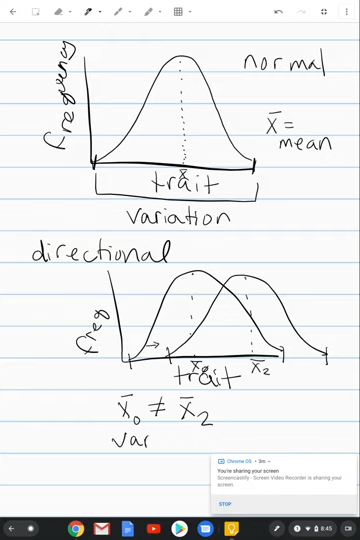 frequency
normal
x̄ =
mean
x̄
trait
variation
directional
freq
x̄₀
x̄₂
trait
x̄₀ ≠ x̄₂
var
Chrome OS • 3m
You're sharing your screen
Screencastify - Screen Video Recorder is sharing your screen.
STOP
8:45